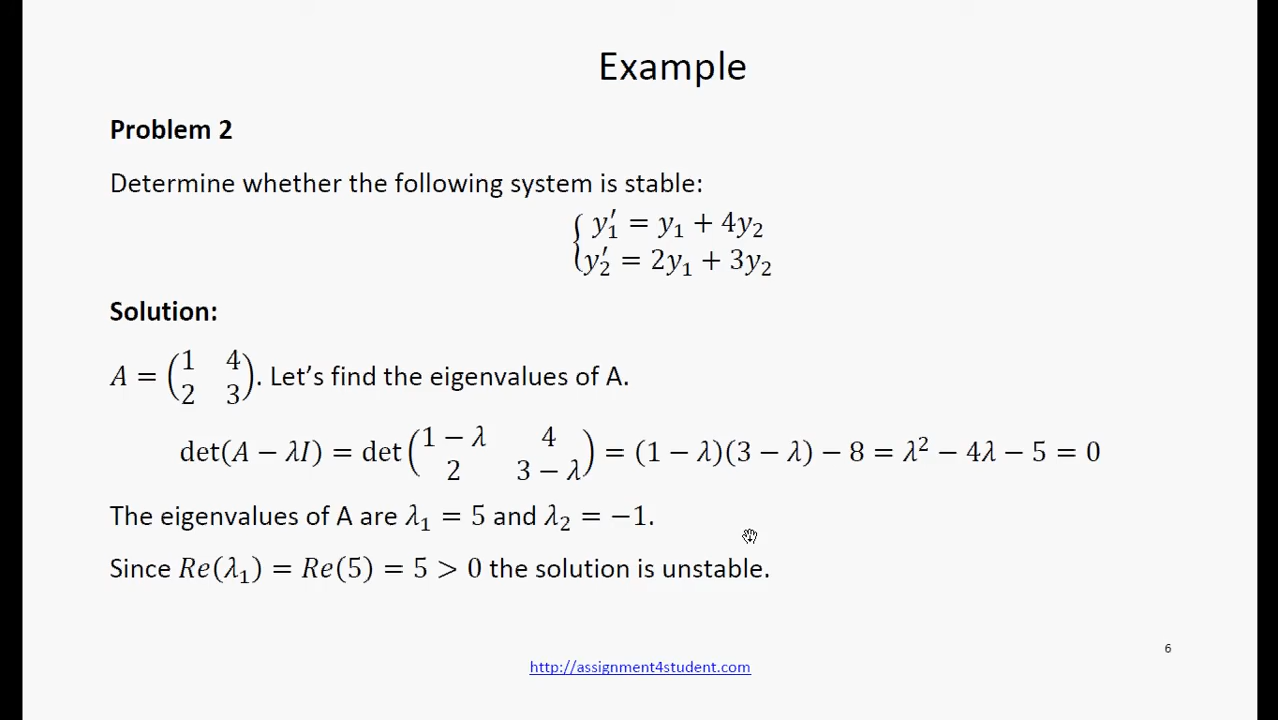 Example
Problem 2
Determine whether the following system is stable:
{ y₁′ = y₁ + 4y₂
y₂′ = 2y₁ + 3y₂
Solution:
A = (1 4
2 3). Let’s find the eigenvalues of A.
det(A − λI) = det (1 − λ 4
2 3 − λ) = (1 − λ)(3 − λ) − 8 = λ² − 4λ − 5 = 0
The eigenvalues of A are λ₁ = 5 and λ₂ = −1.
Since Re(λ₁) = Re(5) = 5 > 0 the solution is unstable.
6
http://assignment4student.com